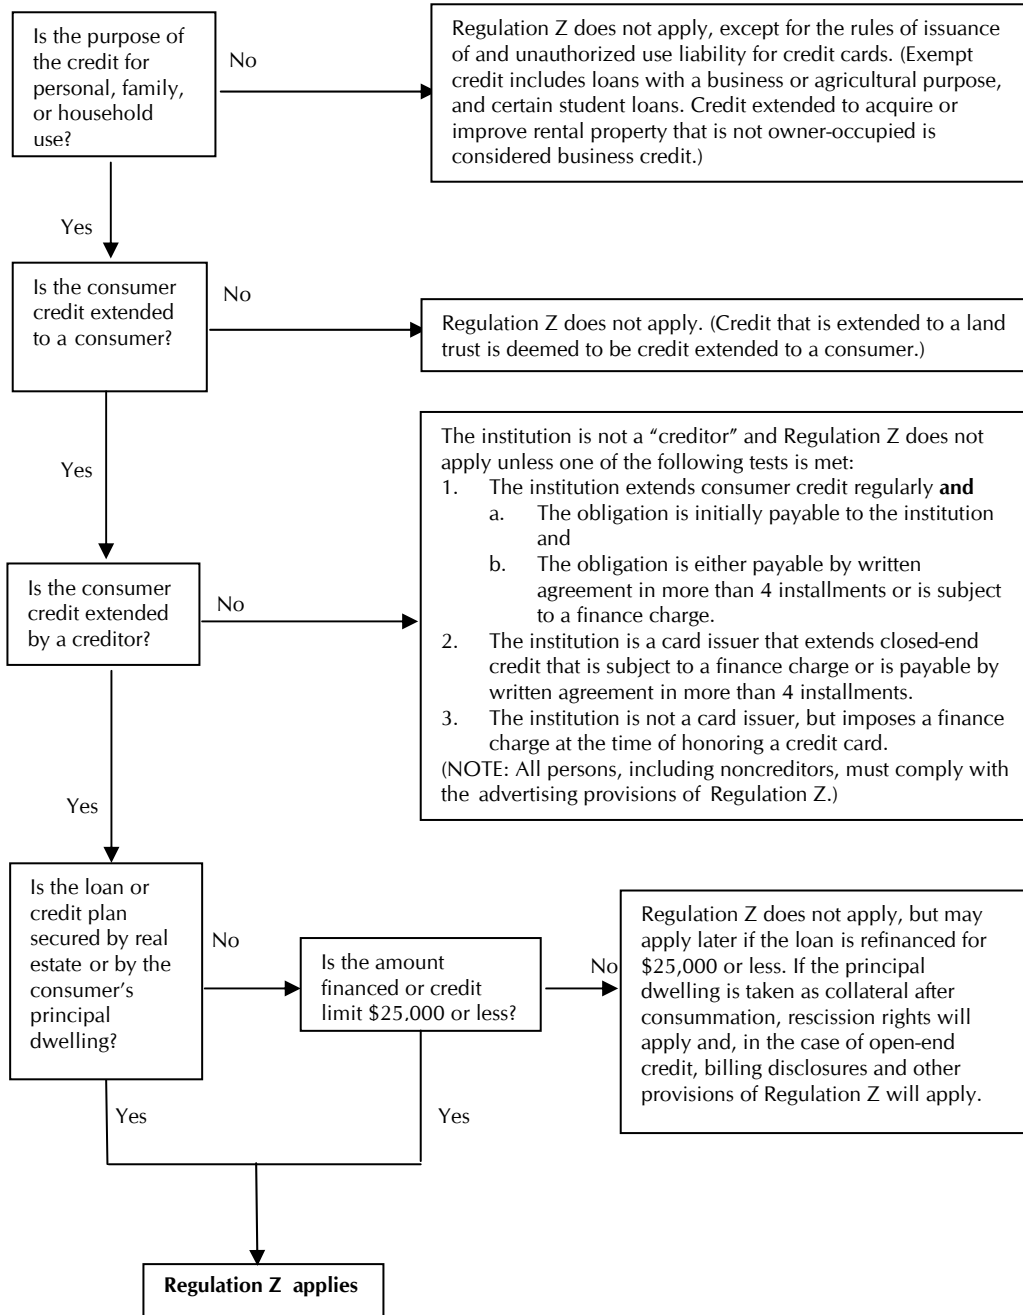 Is the purpose of
the credit for
personal, family,
or household
use?
No
Regulation Z does not apply, except for the rules of issuance
of and unauthorized use liability for credit cards. (Exempt
credit includes loans with a business or agricultural purpose,
and certain student loans. Credit extended to acquire or
improve rental property that is not owner-occupied is
considered business credit.)
Yes
Is the consumer
credit extended
to a consumer?
No
Regulation Z does not apply. (Credit that is extended to a land
trust is deemed to be credit extended to a consumer.)
Yes
Is the consumer
credit extended
by a creditor?
No
The institution is not a “creditor” and Regulation Z does not
apply unless one of the following tests is met:
1. The institution extends consumer credit regularly and
a. The obligation is initially payable to the institution
and
b. The obligation is either payable by written
agreement in more than 4 installments or is subject
to a finance charge.
2. The institution is a card issuer that extends closed-end
credit that is subject to a finance charge or is payable by
written agreement in more than 4 installments.
3. The institution is not a card issuer, but imposes a finance
charge at the time of honoring a credit card.
(NOTE: All persons, including noncreditors, must comply with
the advertising provisions of Regulation Z.)
Yes
Is the loan or
credit plan
secured by real
estate or by the
consumer’s
principal
dwelling?
No
Is the amount
financed or credit
limit $25,000 or less?
No
Regulation Z does not apply, but may
apply later if the loan is refinanced for
$25,000 or less. If the principal
dwelling is taken as collateral after
consummation, rescission rights will
apply and, in the case of open-end
credit, billing disclosures and other
provisions of Regulation Z will apply.
Yes
Yes
Regulation Z applies